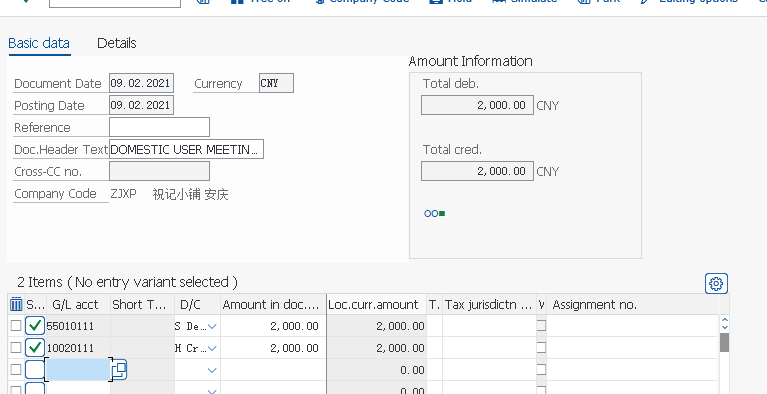 Company Code
Hold
Simulate
Park
Editing options
Basic data
Details
Amount Information
Document Date 09.02.2021 Currency CNY
Total deb.
Posting Date 09.02.2021
2,000.00 CNY
Reference
Doc.Header Text DOMESTIC USER MEETIN...
Total cred.
Cross-CC no.
2,000.00 CNY
Company Code ZJXP 祝记小铺 安庆
2 Items ( No entry variant selected )
S... G/L acct Short T... D/C Amount in doc.... Loc.curr.amount T. Tax jurisdictn ... V Assignment no.
55010111 S De... 2,000.00 2,000.00
10020111 H Cr... 2,000.00 2,000.00
0.00
0.00